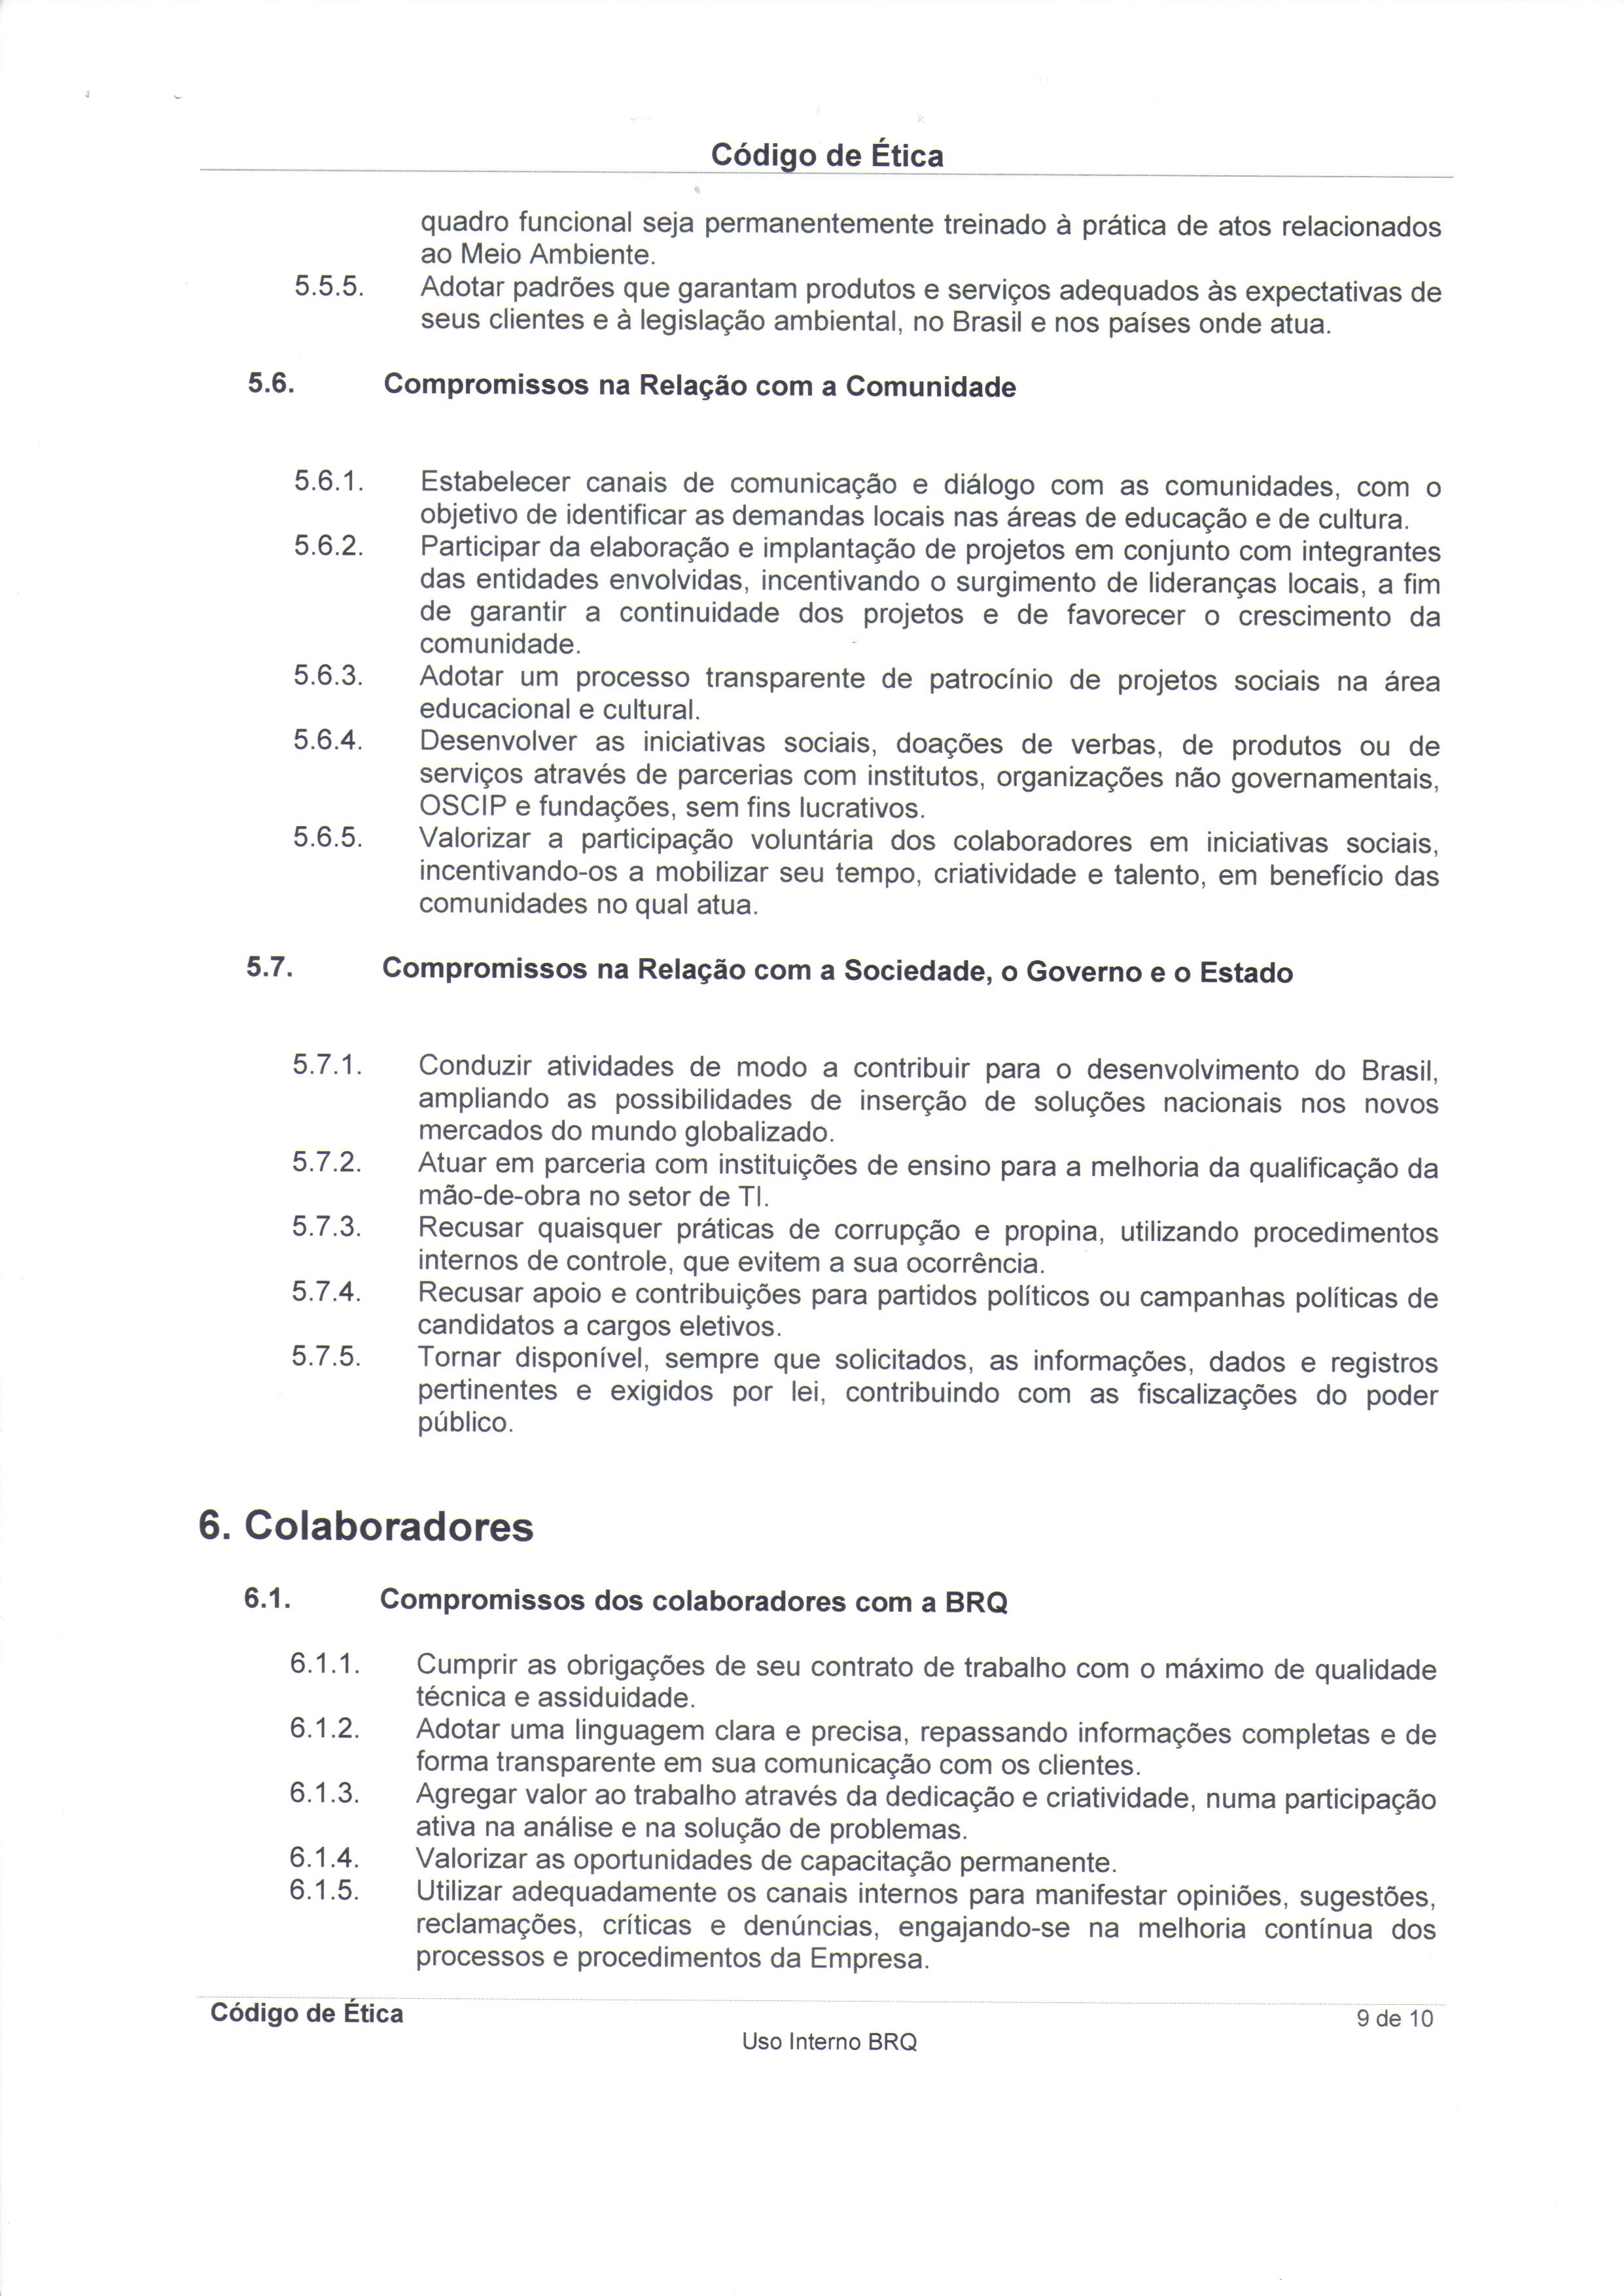 Código de Ética
quadro funcional seja permanentemente treinado à prática de atos relacionados
ao Meio Ambiente.
5.5.5. Adotar padrões que garantam produtos e serviços adequados às expectativas de
seus clientes e à legislação ambiental, no Brasil e nos países onde atua.
5.6. Compromissos na Relação com a Comunidade
5.6.1. Estabelecer canais de comunicação e diálogo com as comunidades, com o
objetivo de identificar as demandas locais nas áreas de educação e de cultura.
5.6.2. Participar da elaboração e implantação de projetos em conjunto com integrantes
das entidades envolvidas, incentivando o surgimento de lideranças locais, a fim
de garantir a continuidade dos projetos e de favorecer o crescimento da
comunidade.
5.6.3. Adotar um processo transparente de patrocínio de projetos sociais na área
educacional e cultural.
5.6.4. Desenvolver as iniciativas sociais, doações de verbas, de produtos ou de
serviços através de parcerias com institutos, organizações não governamentais,
OSCIP e fundações, sem fins lucrativos.
5.6.5. Valorizar a participação voluntária dos colaboradores em iniciativas sociais,
incentivando-os a mobilizar seu tempo, criatividade e talento, em benefício das
comunidades no qual atua.
5.7. Compromissos na Relação com a Sociedade, o Governo e o Estado
5.7.1. Conduzir atividades de modo a contribuir para o desenvolvimento do Brasil,
ampliando as possibilidades de inserção de soluções nacionais nos novos
mercados do mundo globalizado.
5.7.2. Atuar em parceria com instituições de ensino para a melhoria da qualificação da
mão-de-obra no setor de TI.
5.7.3. Recusar quaisquer práticas de corrupção e propina, utilizando procedimentos
internos de controle, que evitem a sua ocorrência.
5.7.4. Recusar apoio e contribuições para partidos políticos ou campanhas políticas de
candidatos a cargos eletivos.
5.7.5. Tornar disponível, sempre que solicitados, as informações, dados e registros
pertinentes e exigidos por lei, contribuindo com as fiscalizações do poder
público.
6. Colaboradores
6.1. Compromissos dos colaboradores com a BRQ
6.1.1. Cumprir as obrigações de seu contrato de trabalho com o máximo de qualidade
técnica e assiduidade.
6.1.2. Adotar uma linguagem clara e precisa, repassando informações completas e de
forma transparente em sua comunicação com os clientes.
6.1.3. Agregar valor ao trabalho através da dedicação e criatividade, numa participação
ativa na análise e na solução de problemas.
6.1.4. Valorizar as oportunidades de capacitação permanente.
6.1.5. Utilizar adequadamente os canais internos para manifestar opiniões, sugestões,
reclamações, críticas e denúncias, engajando-se na melhoria contínua dos
processos e procedimentos da Empresa.
Código de Ética 9 de 10
Uso Interno BRQ